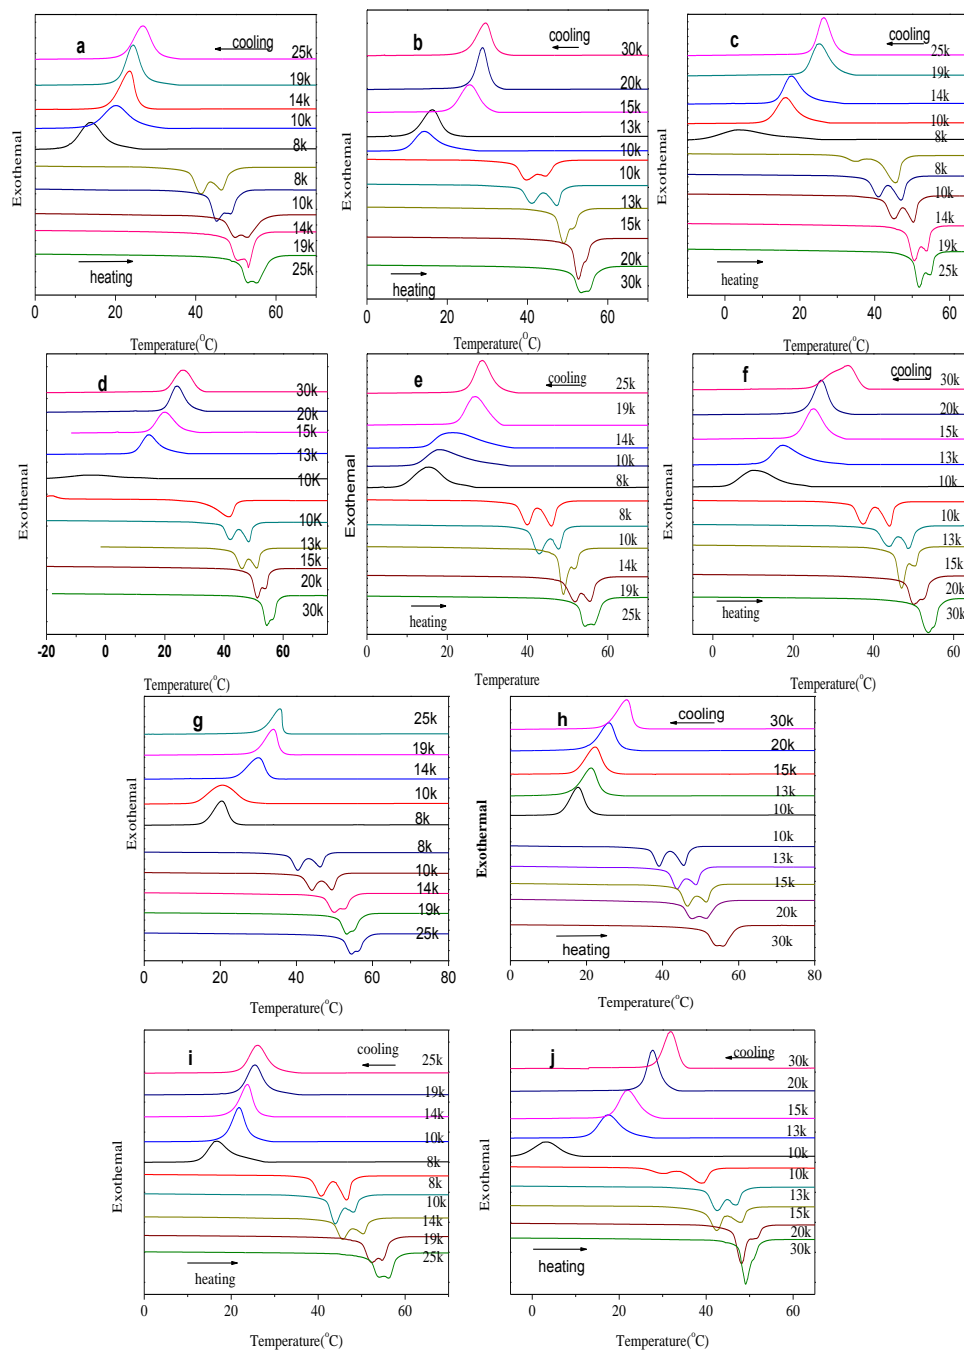 a
cooling
25k
19k
14k
10k
8k
8k
10k
14k
19k
25k
heating
Exothemal
0 20 40 60
Temperature(°C)
b
cooling
30k
20k
15k
13k
10k
10k
13k
15k
20k
30k
heating
Exothemal
0 20 40 60
Temperature(°C)
c
cooling
25k
19k
14k
10k
8k
8k
10k
14k
19k
25k
heating
Exothemal
0 20 40 60
Temperature(°C)
d
30k
20k
15k
13k
10K
10K
13k
15k
20k
30k
Exothemal
-20 0 20 40 60
Temperature(°C)
e
cooling
25k
19k
14k
10k
8k
8k
10k
14k
19k
25k
heating
Exothemal
0 20 40 60
Temperature
f
cooling
30k
20k
15k
13k
10k
10k
13k
15k
20k
30k
heating
Exothemal
0 20 40 60
Temperature(°C)
g
25k
19k
14k
10k
8k
8k
10k
14k
19k
25k
Exothemal
0 20 40 60 80
Temperature(°C)
h
cooling
30k
20k
15k
13k
10k
10k
13k
15k
20k
30k
heating
Exothermal
0 20 40 60 80
Temperature(°C)
i
cooling
25k
19k
14k
10k
8k
8k
10k
14k
19k
25k
heating
Exothemal
0 20 40 60
Temperature(°C)
j
cooling
30k
20k
15k
13k
10k
10k
13k
15k
20k
30k
heating
Exothemal
0 20 40 60
Temperature(°C)